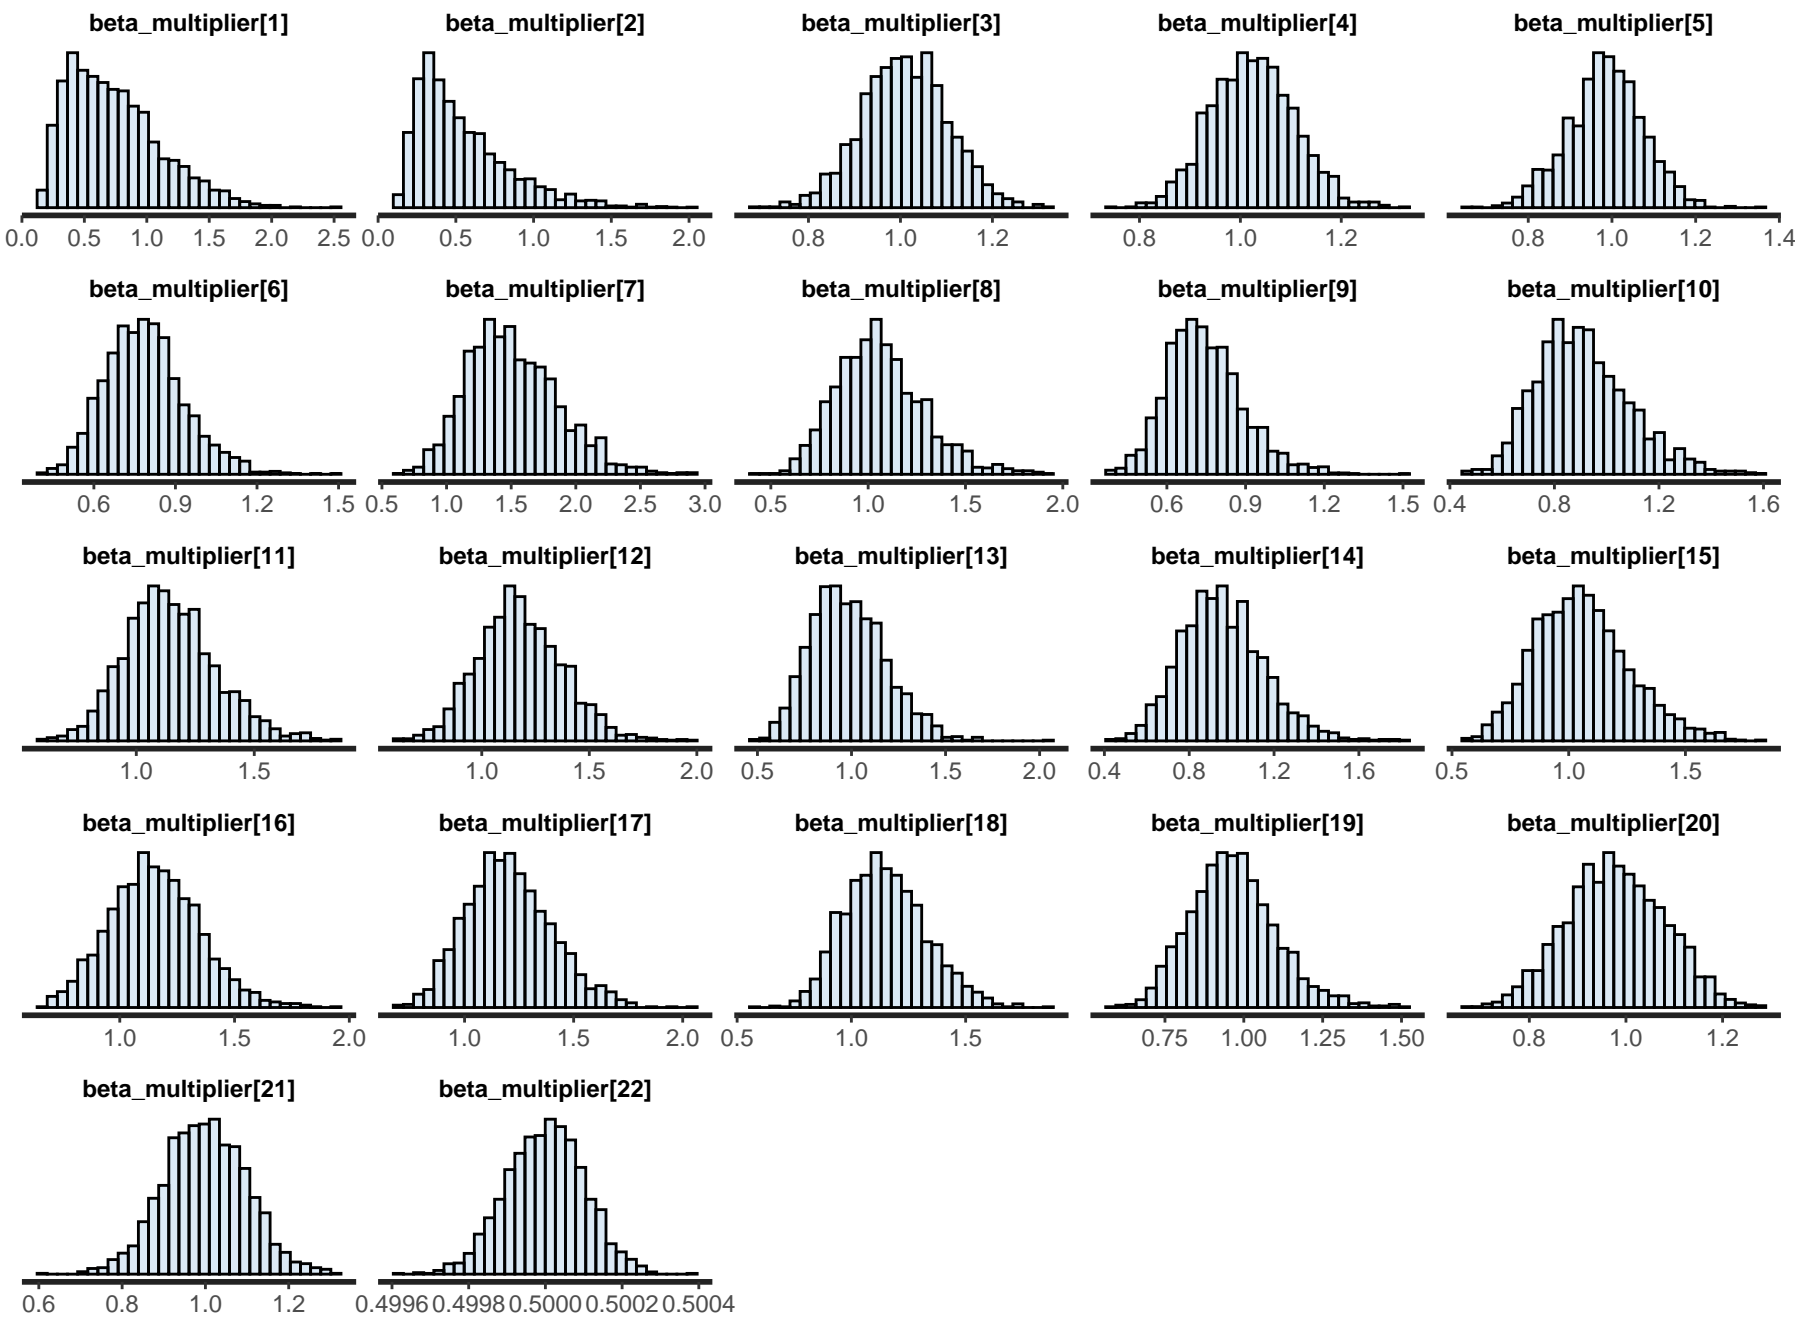 beta_multiplier[1] beta_multiplier[2] beta_multiplier[3] beta_multiplier[4] beta_multiplier[5]
0.0 0.5 1.0 1.5 2.0 2.5 0.0 0.5 1.0 1.5 2.0 0.8 1.0 1.2 0.8 1.0 1.2 0.8 1.0 1.2 1.4
beta_multiplier[6] beta_multiplier[7] beta_multiplier[8] beta_multiplier[9] beta_multiplier[10]
0.6 0.9 1.2 1.5 0.5 1.0 1.5 2.0 2.5 3.0 0.5 1.0 1.5 2.0 0.6 0.9 1.2 1.5 0.4 0.8 1.2 1.6
beta_multiplier[11] beta_multiplier[12] beta_multiplier[13] beta_multiplier[14] beta_multiplier[15]
1.0 1.5 1.0 1.5 2.0 0.5 1.0 1.5 2.0 0.4 0.8 1.2 1.6 0.5 1.0 1.5
beta_multiplier[16] beta_multiplier[17] beta_multiplier[18] beta_multiplier[19] beta_multiplier[20]
1.0 1.5 2.0 1.0 1.5 2.0 0.5 1.0 1.5 0.75 1.00 1.25 1.50 0.8 1.0 1.2
beta_multiplier[21] beta_multiplier[22]
0.6 0.8 1.0 1.2 0.4996 0.4998 0.5000 0.5002 0.5004